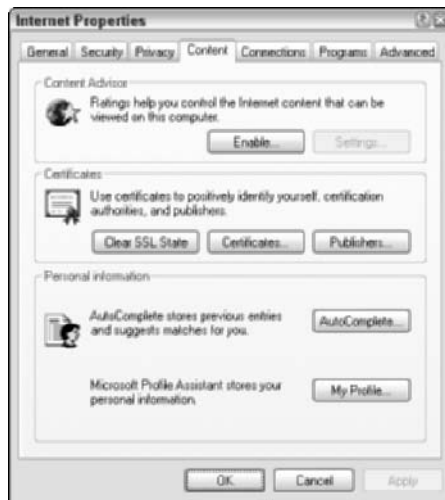 Internet Properties
General Security Privacy Content Connections Programs Advanced
Content Advisor
Ratings help you control the Internet content that can be
viewed on this computer.
Enable... Settings...
Certificates
Use certificates to positively identify yourself, certification
authorities, and publishers.
Clear SSL State Certificates... Publishers...
Personal information
AutoComplete stores previous entries
and suggests matches for you.
AutoComplete...
Microsoft Profile Assistant stores your
personal information.
My Profile...
OK Cancel Apply